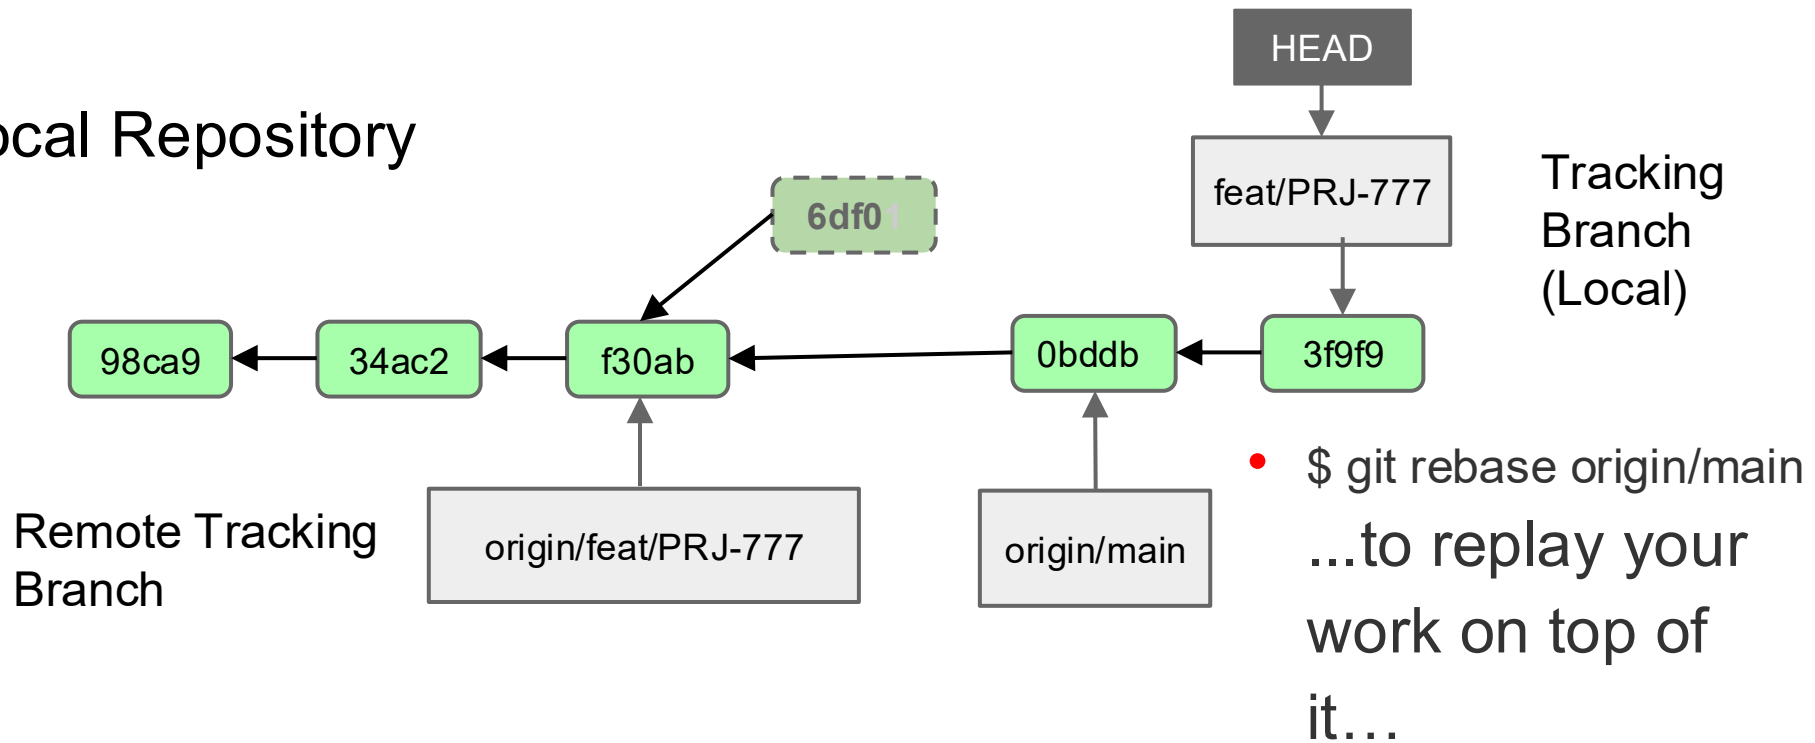 HEAD
ocal Repository
feat/PRJ-777
Tracking
Branch
(Local)
6df01
98ca9
34ac2
f30ab
0bddb
3f9f9
$ git rebase origin/main
...to replay your
work on top of
it…
Remote Tracking
Branch
origin/feat/PRJ-777
origin/main